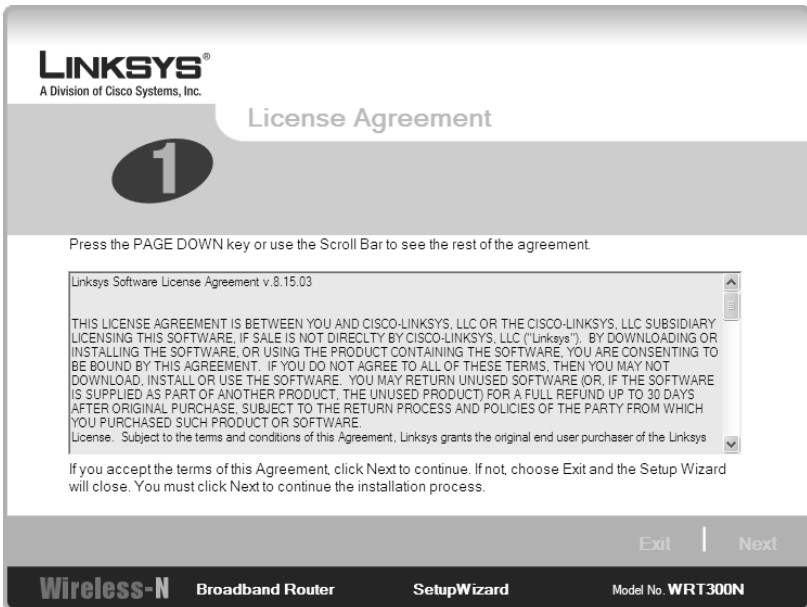 LINKSYS®
A Division of Cisco Systems, Inc.
License Agreement
1
Press the PAGE DOWN key or use the Scroll Bar to see the rest of the agreement.
Linksys Software License Agreement v.8.15.03
THIS LICENSE AGREEMENT IS BETWEEN YOU AND CISCO-LINKSYS, LLC OR THE CISCO-LINKSYS, LLC SUBSIDIARY
LICENSING THIS SOFTWARE, IF SALE IS NOT DIRECLTY BY CISCO-LINKSYS, LLC ("Linksys"). BY DOWNLOADING OR
INSTALLING THE SOFTWARE, OR USING THE PRODUCT CONTAINING THE SOFTWARE, YOU ARE CONSENTING TO
BE BOUND BY THIS AGREEMENT. IF YOU DO NOT AGREE TO ALL OF THESE TERMS, THEN YOU MAY NOT
DOWNLOAD, INSTALL OR USE THE SOFTWARE. YOU MAY RETURN UNUSED SOFTWARE (OR, IF THE SOFTWARE
IS SUPPLIED AS PART OF ANOTHER PRODUCT, THE UNUSED PRODUCT) FOR A FULL REFUND UP TO 30 DAYS
AFTER ORIGINAL PURCHASE, SUBJECT TO THE RETURN PROCESS AND POLICIES OF THE PARTY FROM WHICH
YOU PURCHASED SUCH PRODUCT OR SOFTWARE.
License. Subject to the terms and conditions of this Agreement, Linksys grants the original end user purchaser of the Linksys
If you accept the terms of this Agreement, click Next to continue. If not, choose Exit and the Setup Wizard
will close. You must click Next to continue the installation process.
Exit Next
Wireless-N Broadband Router SetupWizard Model No. WRT300N